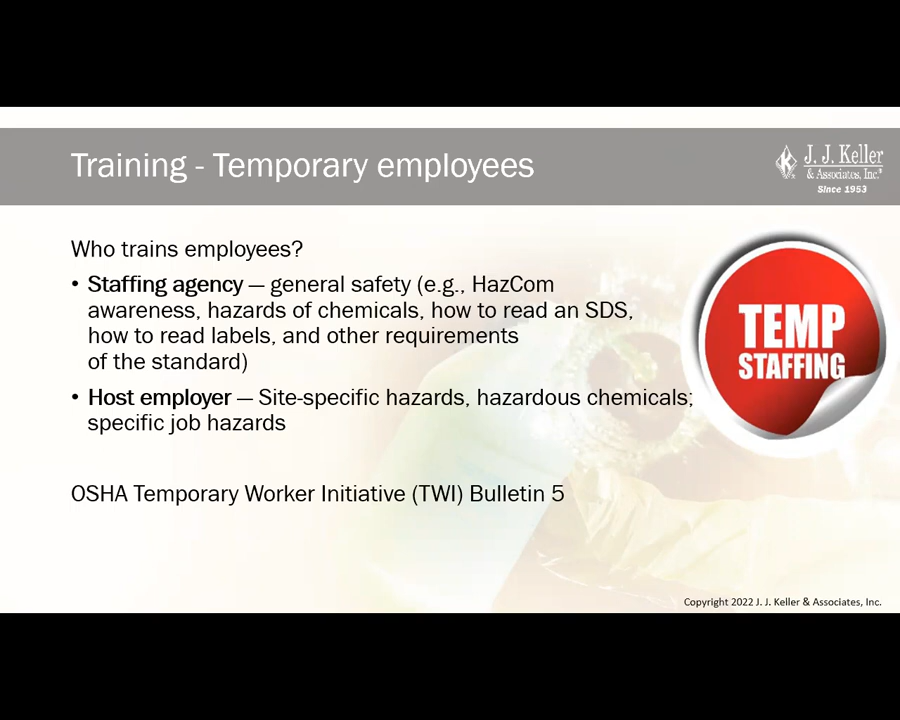 Training - Temporary employees
J. J. Keller
& Associates, Inc.®
Since 1953
Who trains employees?
• Staffing agency — general safety (e.g., HazCom
awareness, hazards of chemicals, how to read an SDS,
how to read labels, and other requirements
of the standard)
• Host employer — Site-specific hazards, hazardous chemicals;
specific job hazards
TEMP
STAFFING
OSHA Temporary Worker Initiative (TWI) Bulletin 5
Copyright 2022 J. J. Keller & Associates, Inc.